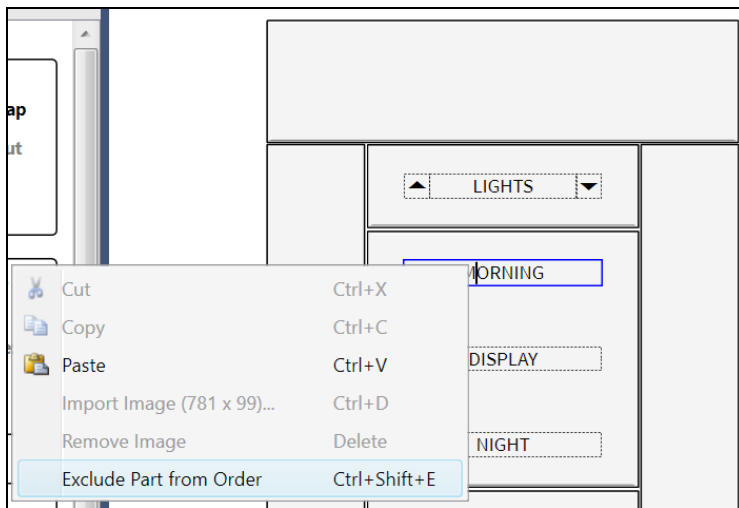 ap
ut
LIGHTS
MORNING
Cut Ctrl+X
Copy Ctrl+C
Paste Ctrl+V
DISPLAY
Import Image (781 x 99)... Ctrl+D
Remove Image Delete
NIGHT
Exclude Part from Order Ctrl+Shift+E